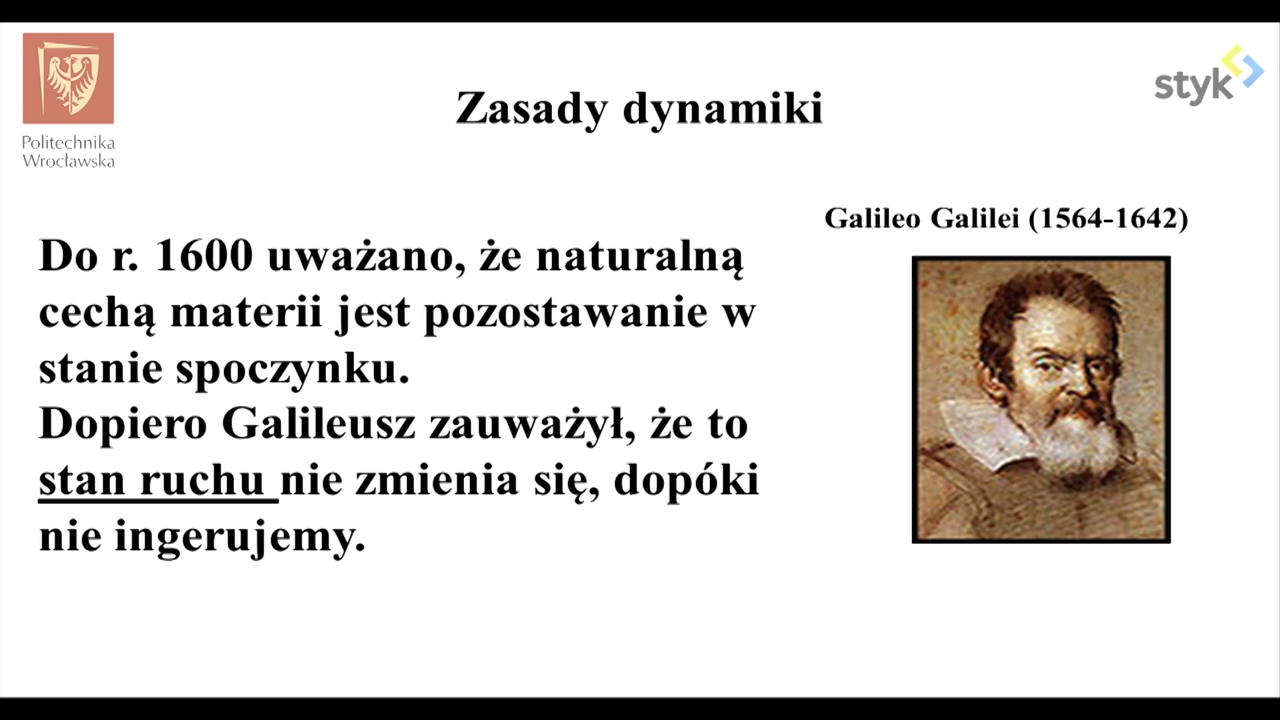 Politechnika
Wrocławska
styk
Zasady dynamiki
Galileo Galilei (1564-1642)
Do r. 1600 uważano, że naturalną
cechą materii jest pozostawanie w
stanie spoczynku.
Dopiero Galileusz zauważył, że to
stan ruchu nie zmienia się, dopóki
nie ingerujemy.